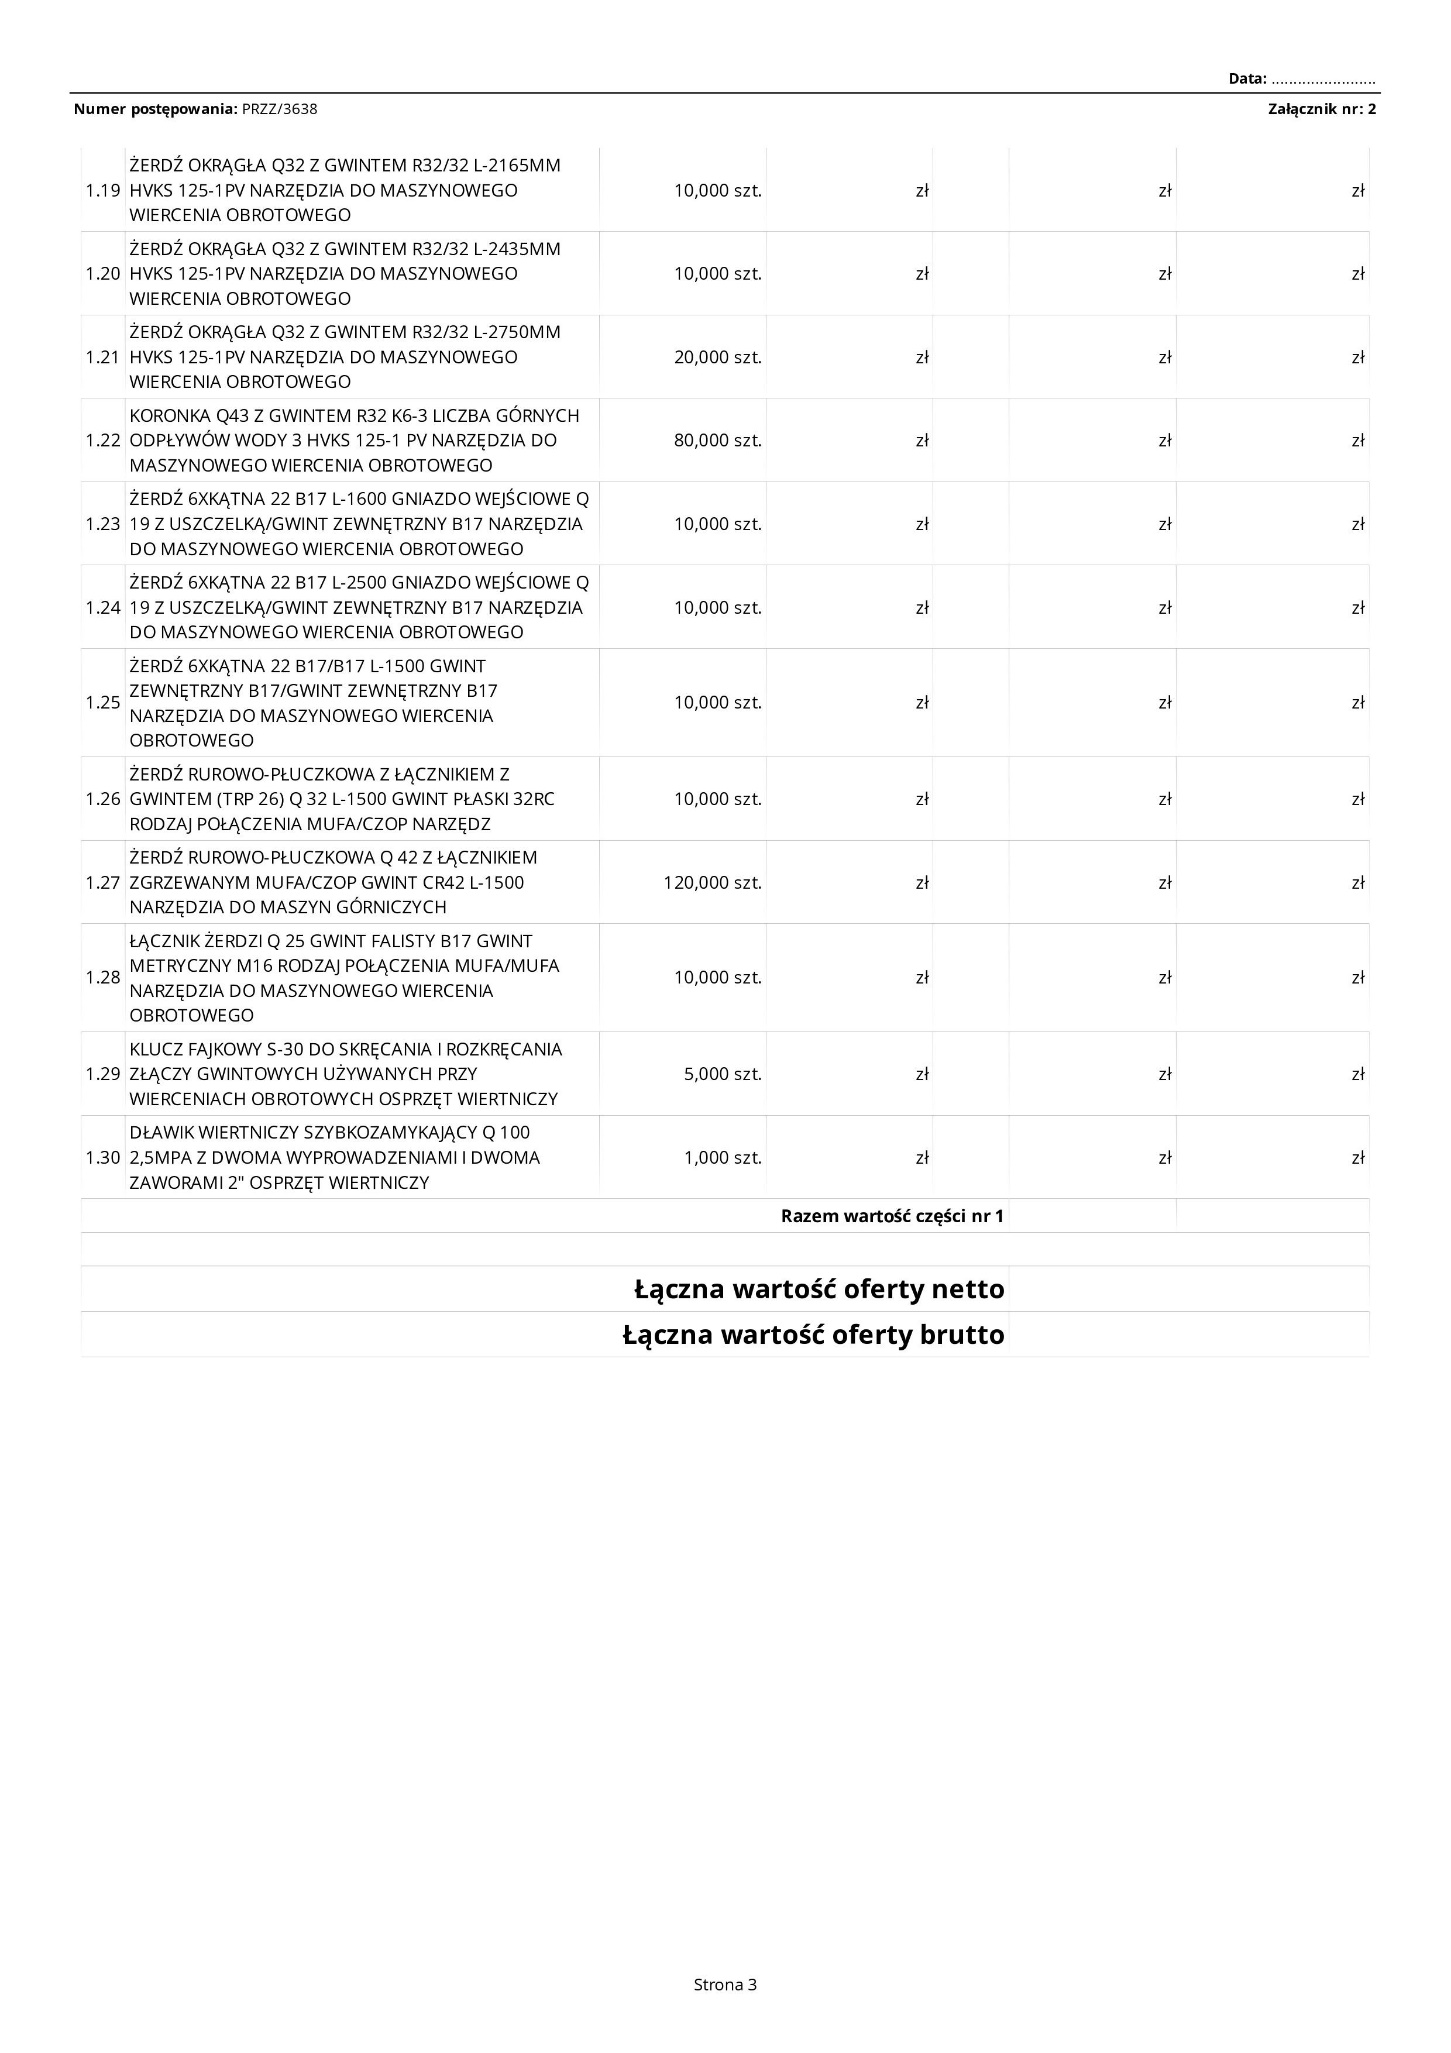 Data: ........................
Numer postępowania: PRZZ/3638
Załącznik nr: 2
ŻERDŹ OKRĄGŁA Q32 Z GWINTEM R32/32 L-2165MM
1.19 HVKS 125-1PV NARZĘDZIA DO MASZYNOWEGO 10,000 szt. zł zł zł
WIERCENIA OBROTOWEGO
ŻERDŹ OKRĄGŁA Q32 Z GWINTEM R32/32 L-2435MM
1.20 HVKS 125-1PV NARZĘDZIA DO MASZYNOWEGO 10,000 szt. zł zł zł
WIERCENIA OBROTOWEGO
ŻERDŹ OKRĄGŁA Q32 Z GWINTEM R32/32 L-2750MM
1.21 HVKS 125-1PV NARZĘDZIA DO MASZYNOWEGO 20,000 szt. zł zł zł
WIERCENIA OBROTOWEGO
KORONKA Q43 Z GWINTEM R32 K6-3 LICZBA GÓRNYCH
1.22 ODPŁYWÓW WODY 3 HVKS 125-1 PV NARZĘDZIA DO 80,000 szt. zł zł zł
MASZYNOWEGO WIERCENIA OBROTOWEGO
ŻERDŹ 6XKĄTNA 22 B17 L-1600 GNIAZDO WEJŚCIOWE Q
1.23 19 Z USZCZELKĄ/GWINT ZEWNĘTRZNY B17 NARZĘDZIA 10,000 szt. zł zł zł
DO MASZYNOWEGO WIERCENIA OBROTOWEGO
ŻERDŹ 6XKĄTNA 22 B17 L-2500 GNIAZDO WEJŚCIOWE Q
1.24 19 Z USZCZELKĄ/GWINT ZEWNĘTRZNY B17 NARZĘDZIA 10,000 szt. zł zł zł
DO MASZYNOWEGO WIERCENIA OBROTOWEGO
ŻERDŹ 6XKĄTNA 22 B17/B17 L-1500 GWINT
ZEWNĘTRZNY B17/GWINT ZEWNĘTRZNY B17
1.25 NARZĘDZIA DO MASZYNOWEGO WIERCENIA 10,000 szt. zł zł zł
OBROTOWEGO
ŻERDŹ RUROWO-PŁUCZKOWA Z ŁĄCZNIKIEM Z
1.26 GWINTEM (TRP 26) Q 32 L-1500 GWINT PŁASKI 32RC 10,000 szt. zł zł zł
RODZAJ POŁĄCZENIA MUFA/CZOP NARZĘDZ
ŻERDŹ RUROWO-PŁUCZKOWA Q 42 Z ŁĄCZNIKIEM
1.27 ZGRZEWANYM MUFA/CZOP GWINT CR42 L-1500 120,000 szt. zł zł zł
NARZĘDZIA DO MASZYN GÓRNICZYCH
ŁĄCZNIK ŻERDZI Q 25 GWINT FALISTY B17 GWINT
METRYCZNY M16 RODZAJ POŁĄCZENIA MUFA/MUFA
1.28 NARZĘDZIA DO MASZYNOWEGO WIERCENIA 10,000 szt. zł zł zł
OBROTOWEGO
KLUCZ FAJKOWY S-30 DO SKRĘCANIA I ROZKRĘCANIA
1.29 ZŁĄCZY GWINTOWYCH UŻYWANYCH PRZY 5,000 szt. zł zł zł
WIERCENIACH OBROTOWYCH OSPRZĘT WIERTNICZY
DŁAWIK WIERTNICZY SZYBKOZAMYKAJĄCY Q 100
1.30 2,5MPA Z DWOMA WYPROWADZENIAMI I DWOMA 1,000 szt. zł zł zł
ZAWORAMI 2" OSPRZĘT WIERTNICZY
Razem wartość części nr 1
Łączna wartość oferty netto
Łączna wartość oferty brutto
Strona 3